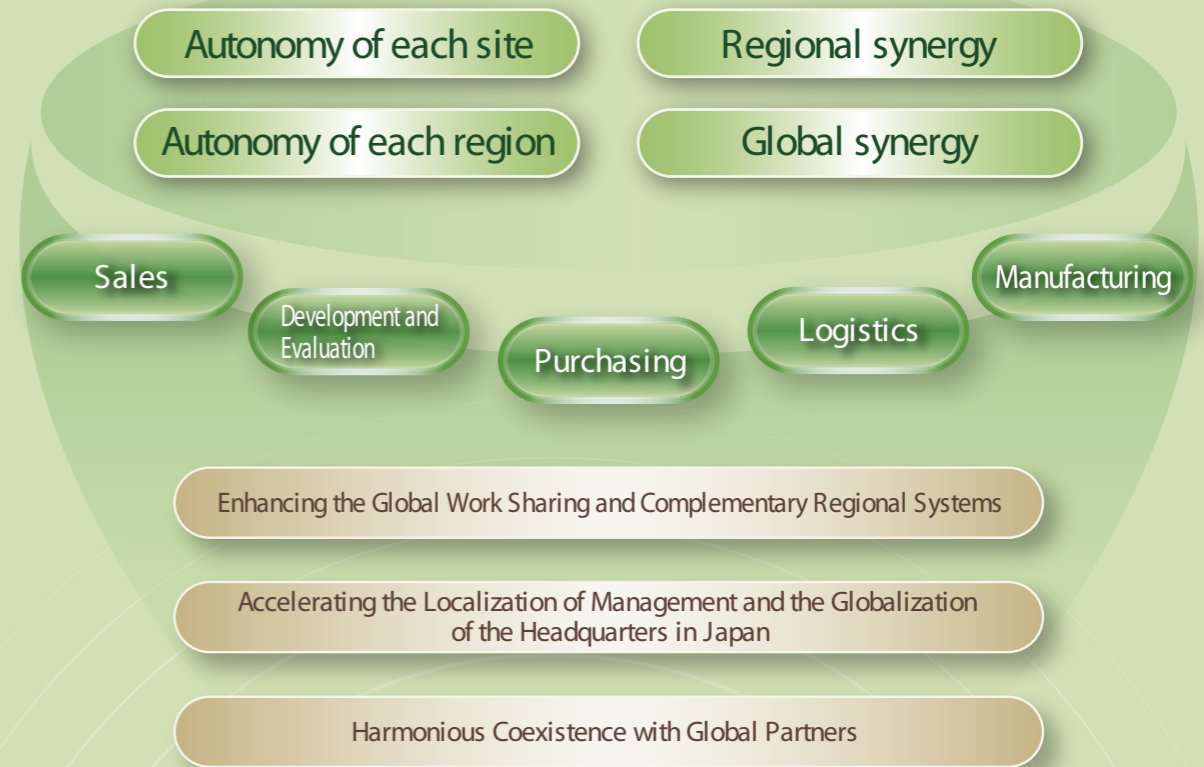 Autonomy of each site
Regional synergy
Autonomy of each region
Global synergy
Sales
Development and
Evaluation
Purchasing
Logistics
Manufacturing
Enhancing the Global Work Sharing and Complementary Regional Systems
Accelerating the Localization of Management and the Globalization
of the Headquarters in Japan
Harmonious Coexistence with Global Partners